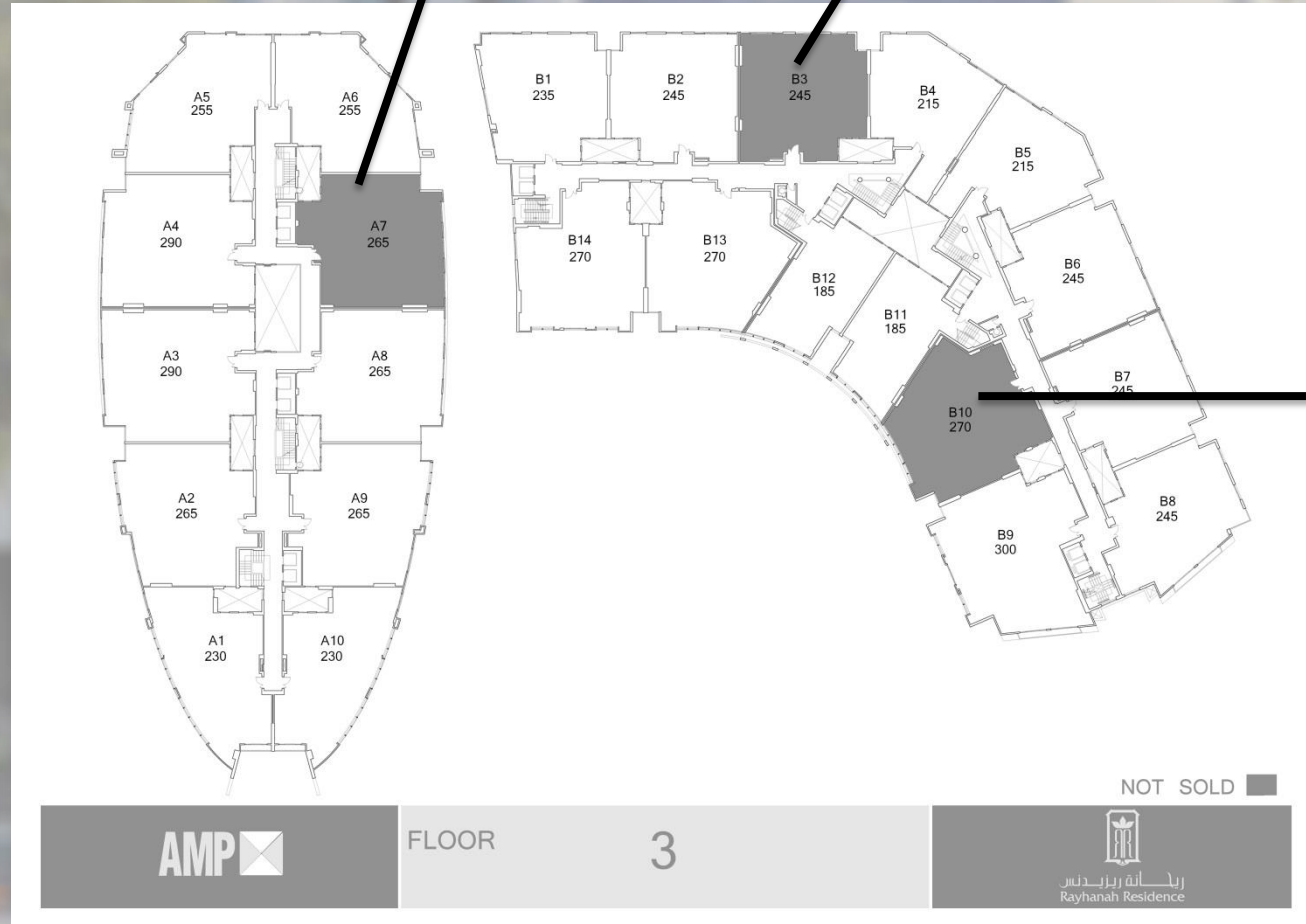 A5
255
A6
255
A4
290
A7
265
A3
290
A8
265
A2
265
A9
265
A1
230
A10
230
B1
235
B2
245
B3
245
B4
215
B5
215
B14
270
B13
270
B12
185
B11
185
B6
245
B7
245
B10
270
B8
245
B9
300
NOT SOLD
AMP
FLOOR 3
ريحانة ريزيدنس
Rayhanah Residence